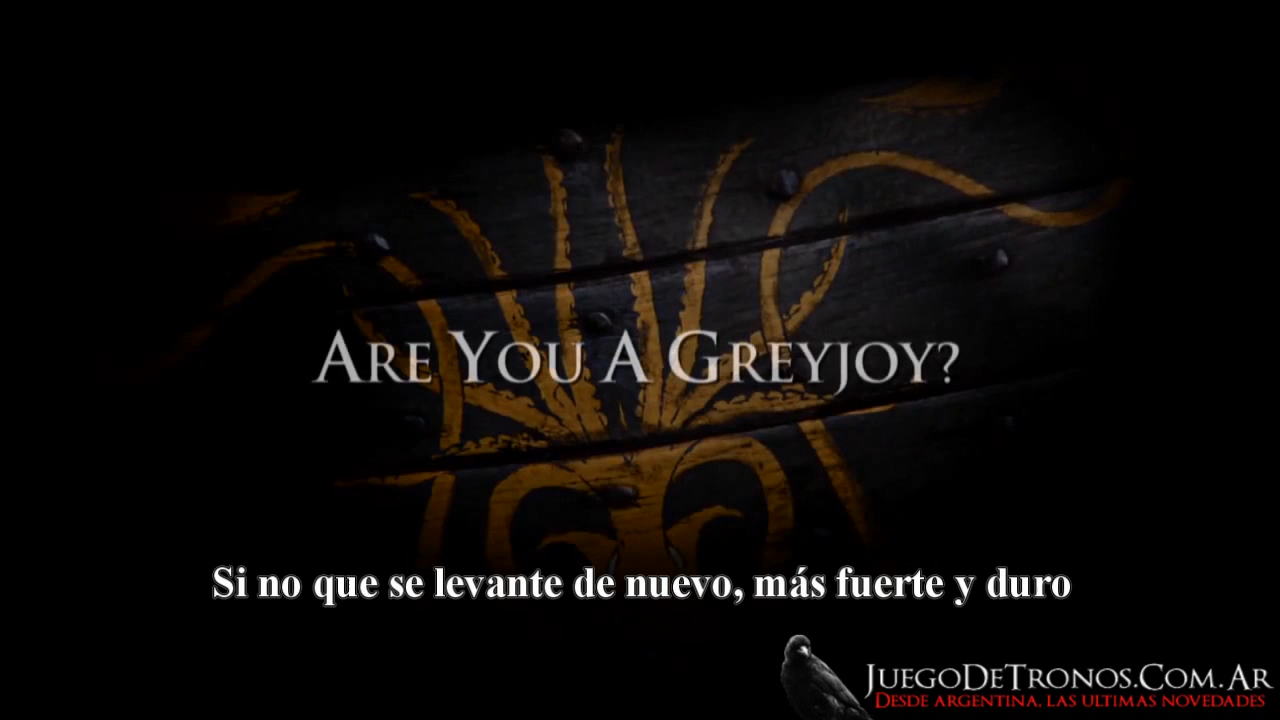 ARE YOU A GREYJOY?
Si no que se levante de nuevo, más fuerte y duro
JUEGODETRONOS.COM.AR
DESDE ARGENTINA, LAS ULTIMAS NOVEDADES